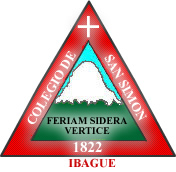 COLEGIO DE
SAN SIMON
FERIAM SIDERA
VERTICE
1822
IBAGUE